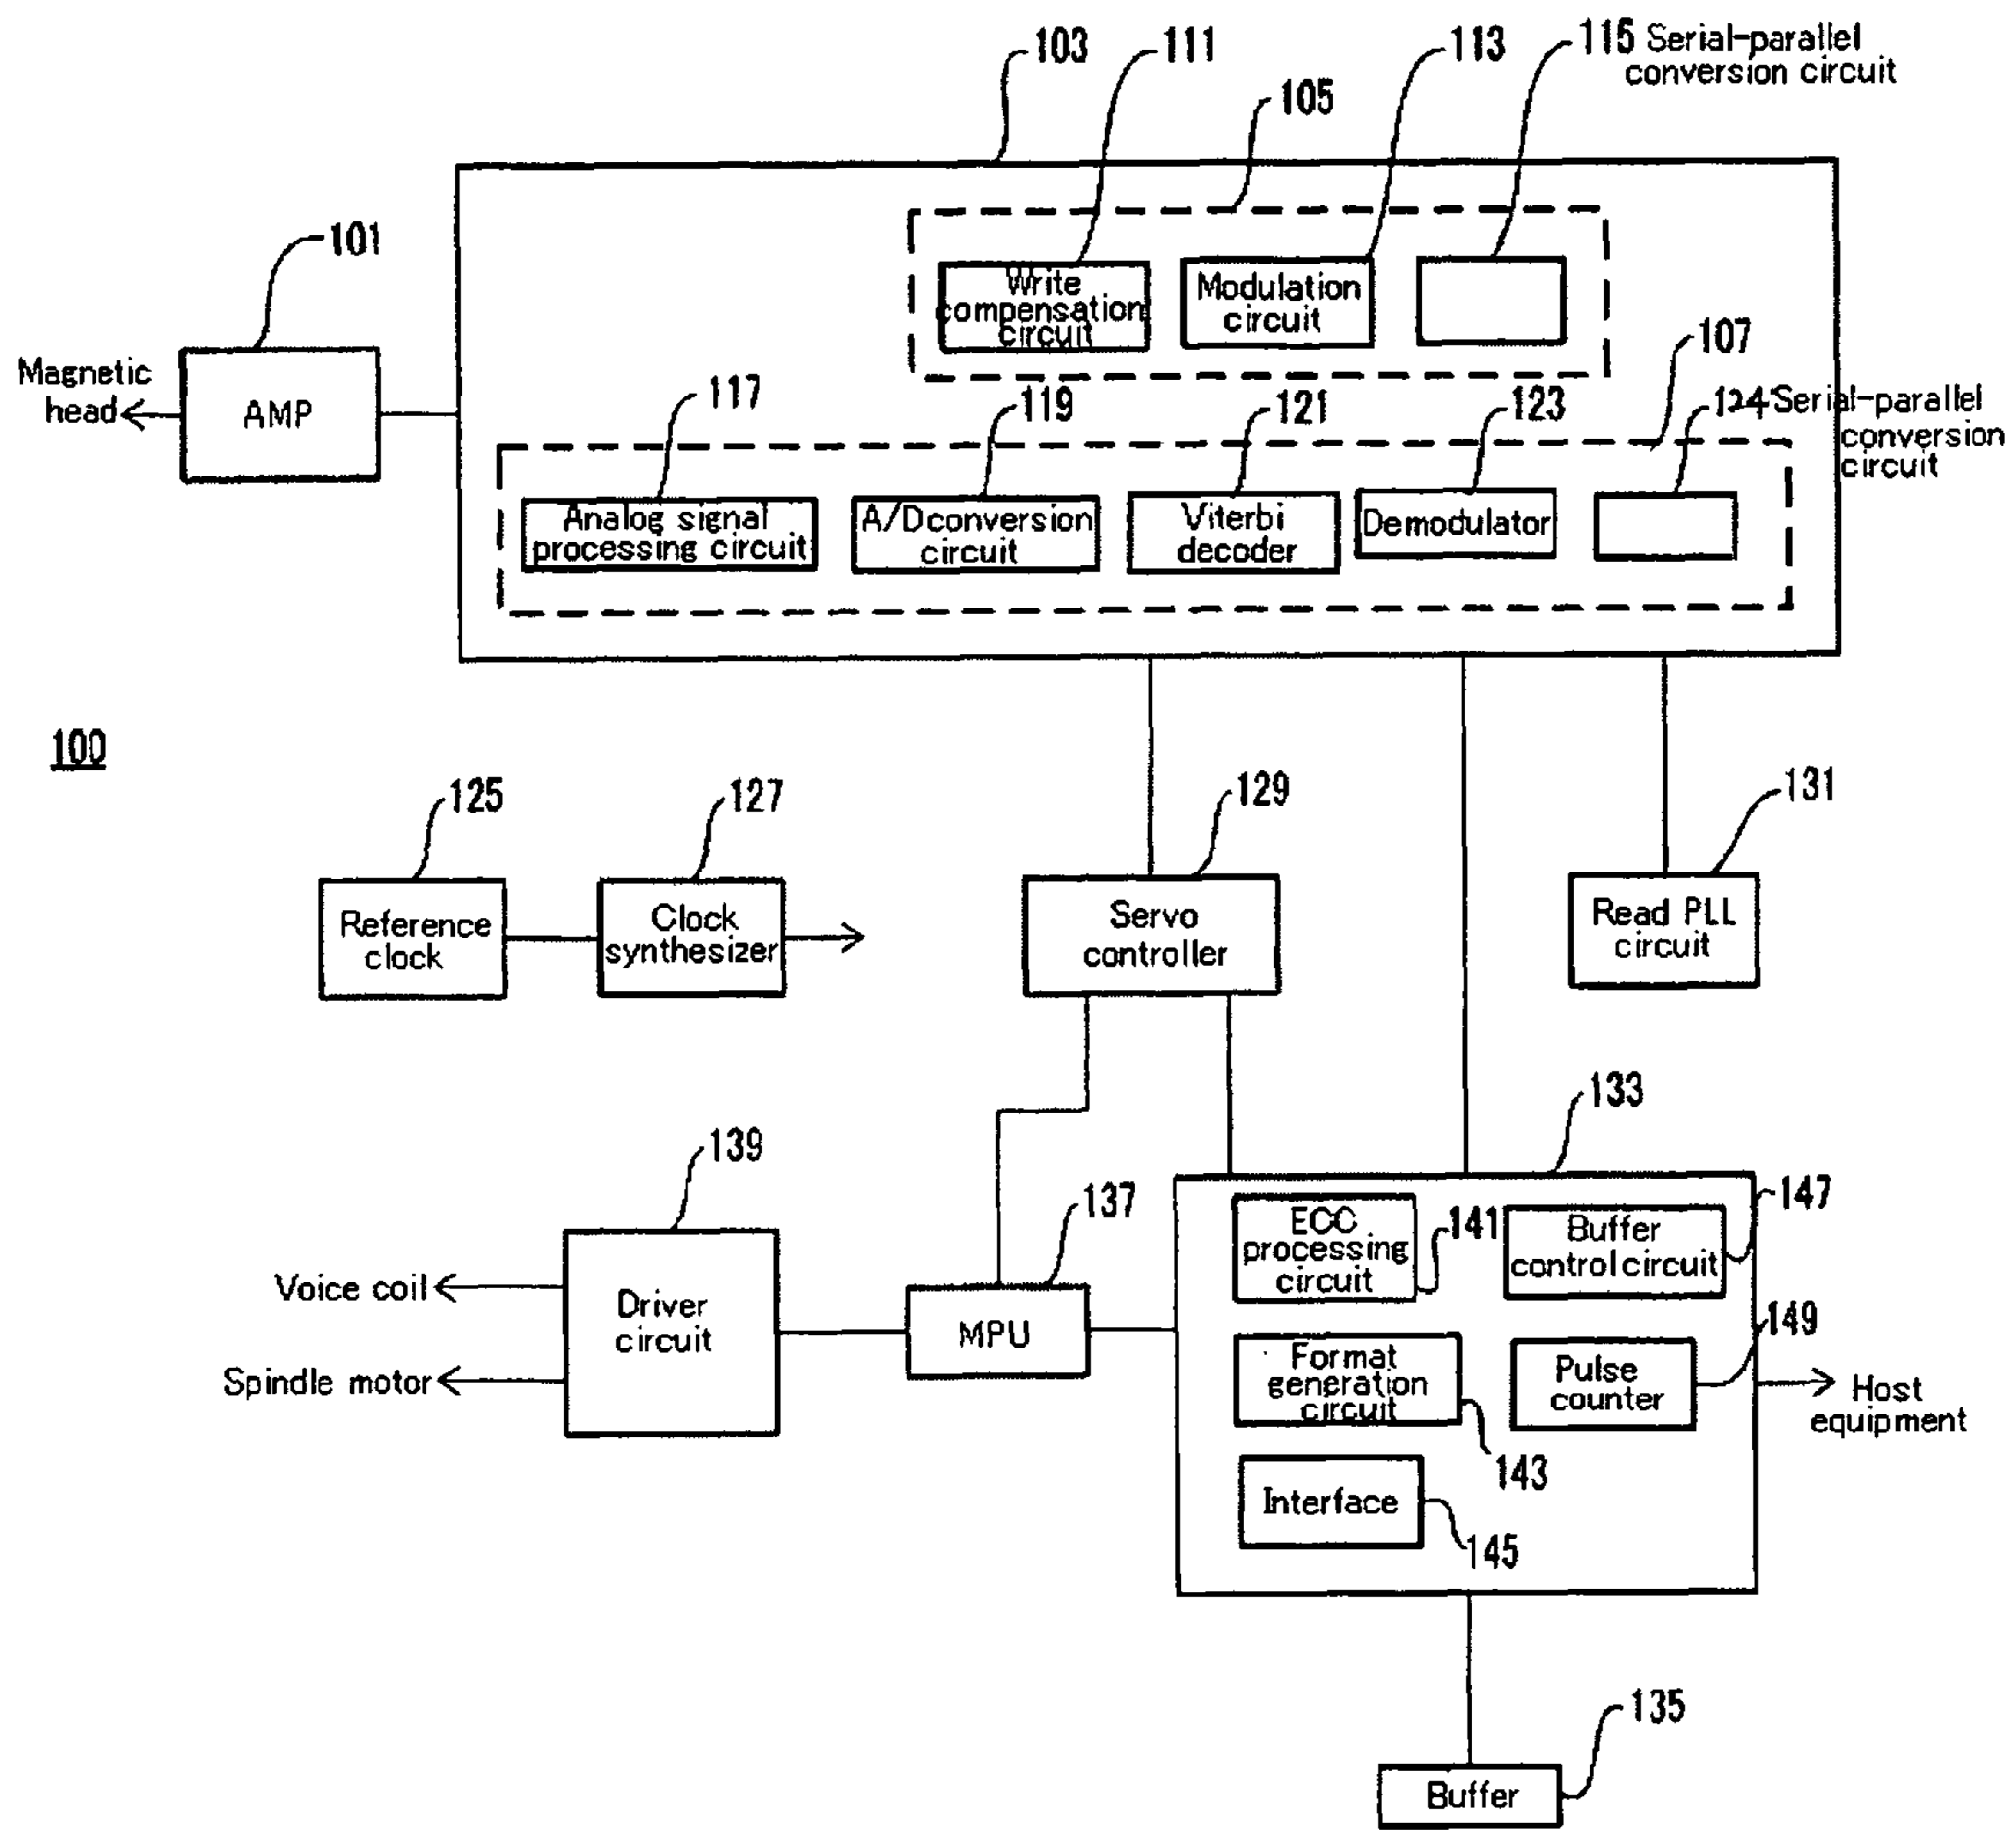 103
111
113
115 Serial-parallel
conversion circuit
105
101
Write
compensation
circuit
Modulation
circuit
107
Magnetic
head
AMP
117
119
121
123
124 Serial-parallel
conversion
circuit
Analog signal
processing circuit
A/Dconversion
circuit
Viterbi
decoder
Demodulator
100
125
127
129
131
Reference
clock
Clock
synthesizer
Servo
controller
Read PLL
circuit
133
139
137
147
ECC
processing
circuit
141
Buffer
control circuit
Voice coil
Driver
circuit
MPU
149
Spindle motor
Format
generation
circuit
Pulse
counter
Host
equipment
143
Interface
145
135
Buffer